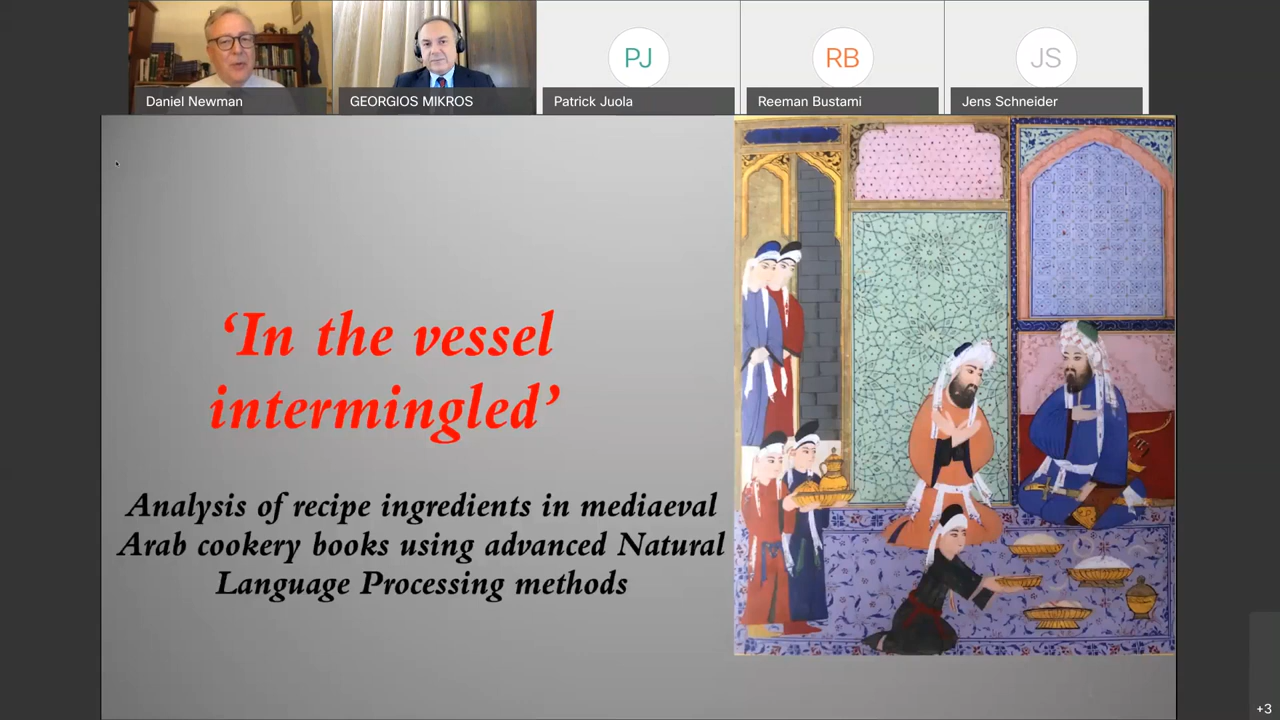 PJ
RB
JS
Daniel Newman
GEORGIOS MIKROS
Patrick Juola
Reeman Bustami
Jens Schneider
‘In the vessel
intermingled’
Analysis of recipe ingredients in mediaeval
Arab cookery books using advanced Natural
Language Processing methods
+3